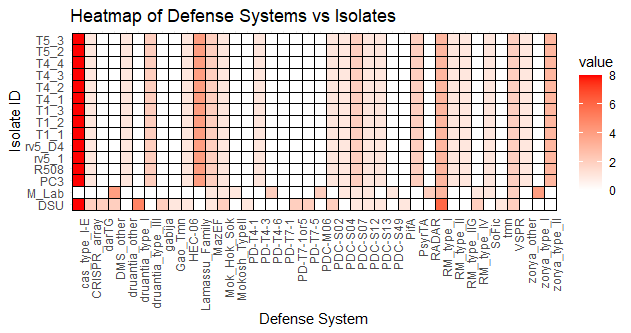 Heatmap of Defense Systems vs Isolates
Isolate ID
T5_3
T5_2
T4_4
T4_3
T4_2
T4_1
T1_3
T1_2
T1_1
rv5_D4
rv5_1
R508
PC3
M_Lab
DSU
cas_type_I-E
CRISPR_array
darTG
DMS_other
druantia_other
druantia_type_I
druantia_type_III
gabija
Gao_Tmn
HEC-06
Lamassu_Family
MazEF
Mok_Hok_Sok
Mokosh_TypeII
PD-T4-1
PD-T4-3
PD-T4-6
PD-T7-1
PD-T7-1or5
PD-T7-5
PDC-M06
PDC-S02
PDC-S04
PDC-S07
PDC-S12
PDC-S13
PDC-S49
PifA
PsyrTA
RADAR
RM_type_I
RM_type_II
RM_type_IIG
RM_type_IV
SoFic
tmn
VSPR
zorya_other
zorya_type_I
zorya_type_II
Defense System
value
8
6
4
2
0